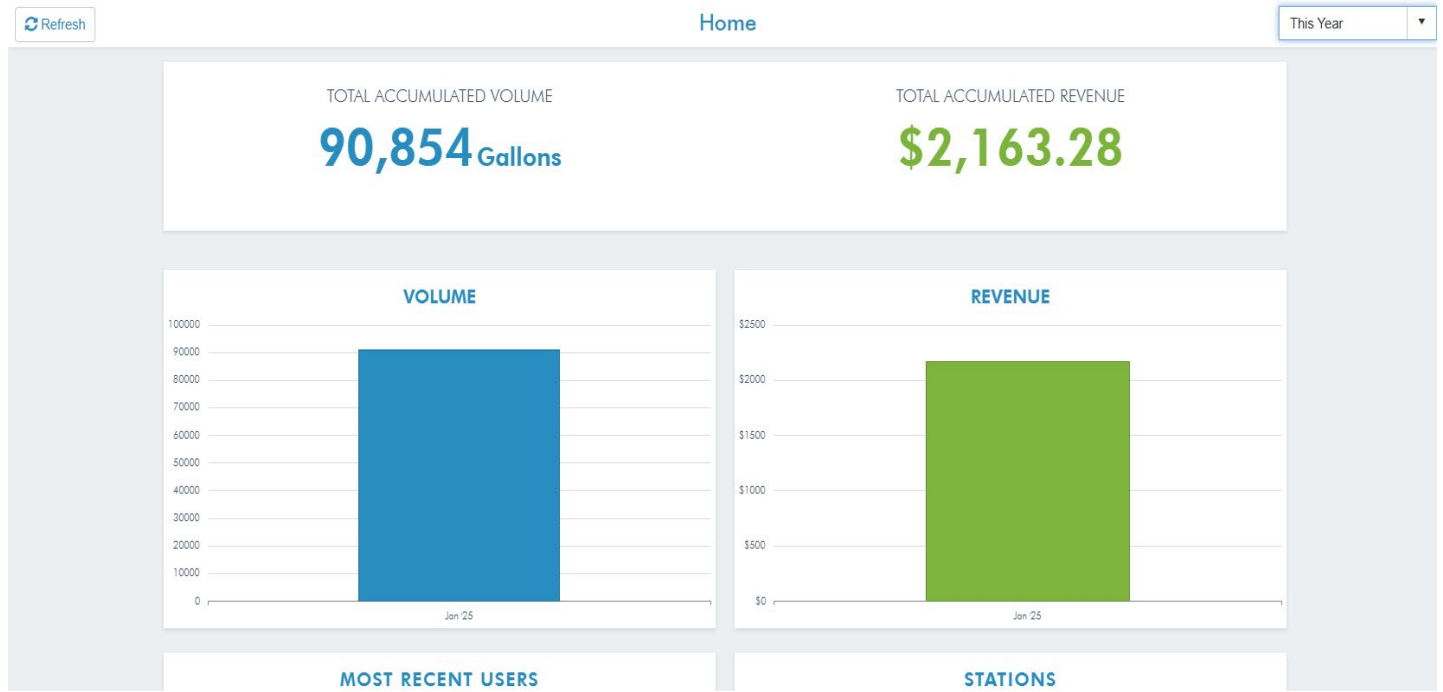 Refresh
Home
This Year
TOTAL ACCUMULATED VOLUME
90,854 Gallons
TOTAL ACCUMULATED REVENUE
$2,163.28
VOLUME
100000
90000
80000
70000
60000
50000
40000
30000
20000
10000
0
Jan '25
REVENUE
$2500
$2000
$1500
$1000
$500
$0
Jan '25
MOST RECENT USERS
STATIONS